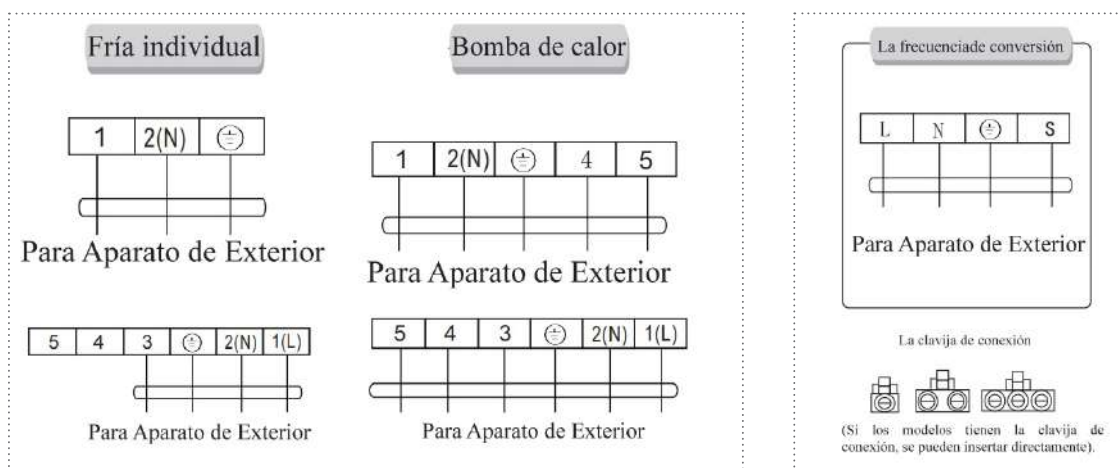 Fría individual
1 2(N)
Para Aparato de Exterior
5 4 3 2(N) 1(L)
Para Aparato de Exterior
Bomba de calor
1 2(N) 4 5
Para Aparato de Exterior
5 4 3 2(N) 1(L)
Para Aparato de Exterior
La frecuenciade conversión
L N S
Para Aparato de Exterior
La clavija de conexión
(Si los modelos tienen la clavija de
conexión, se pueden insertar directamente).